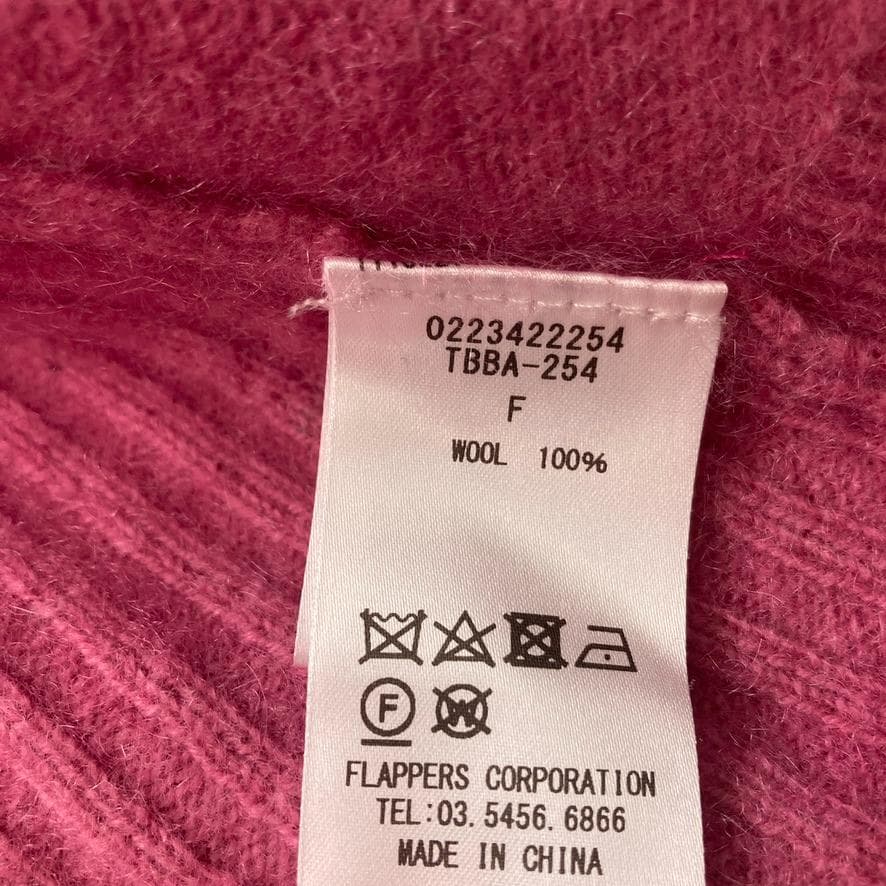 0223422254
TBBA-254
F
WOOL 100%
F W
FLAPPERS CORPORATION
TEL:03.5456.6866
MADE IN CHINA